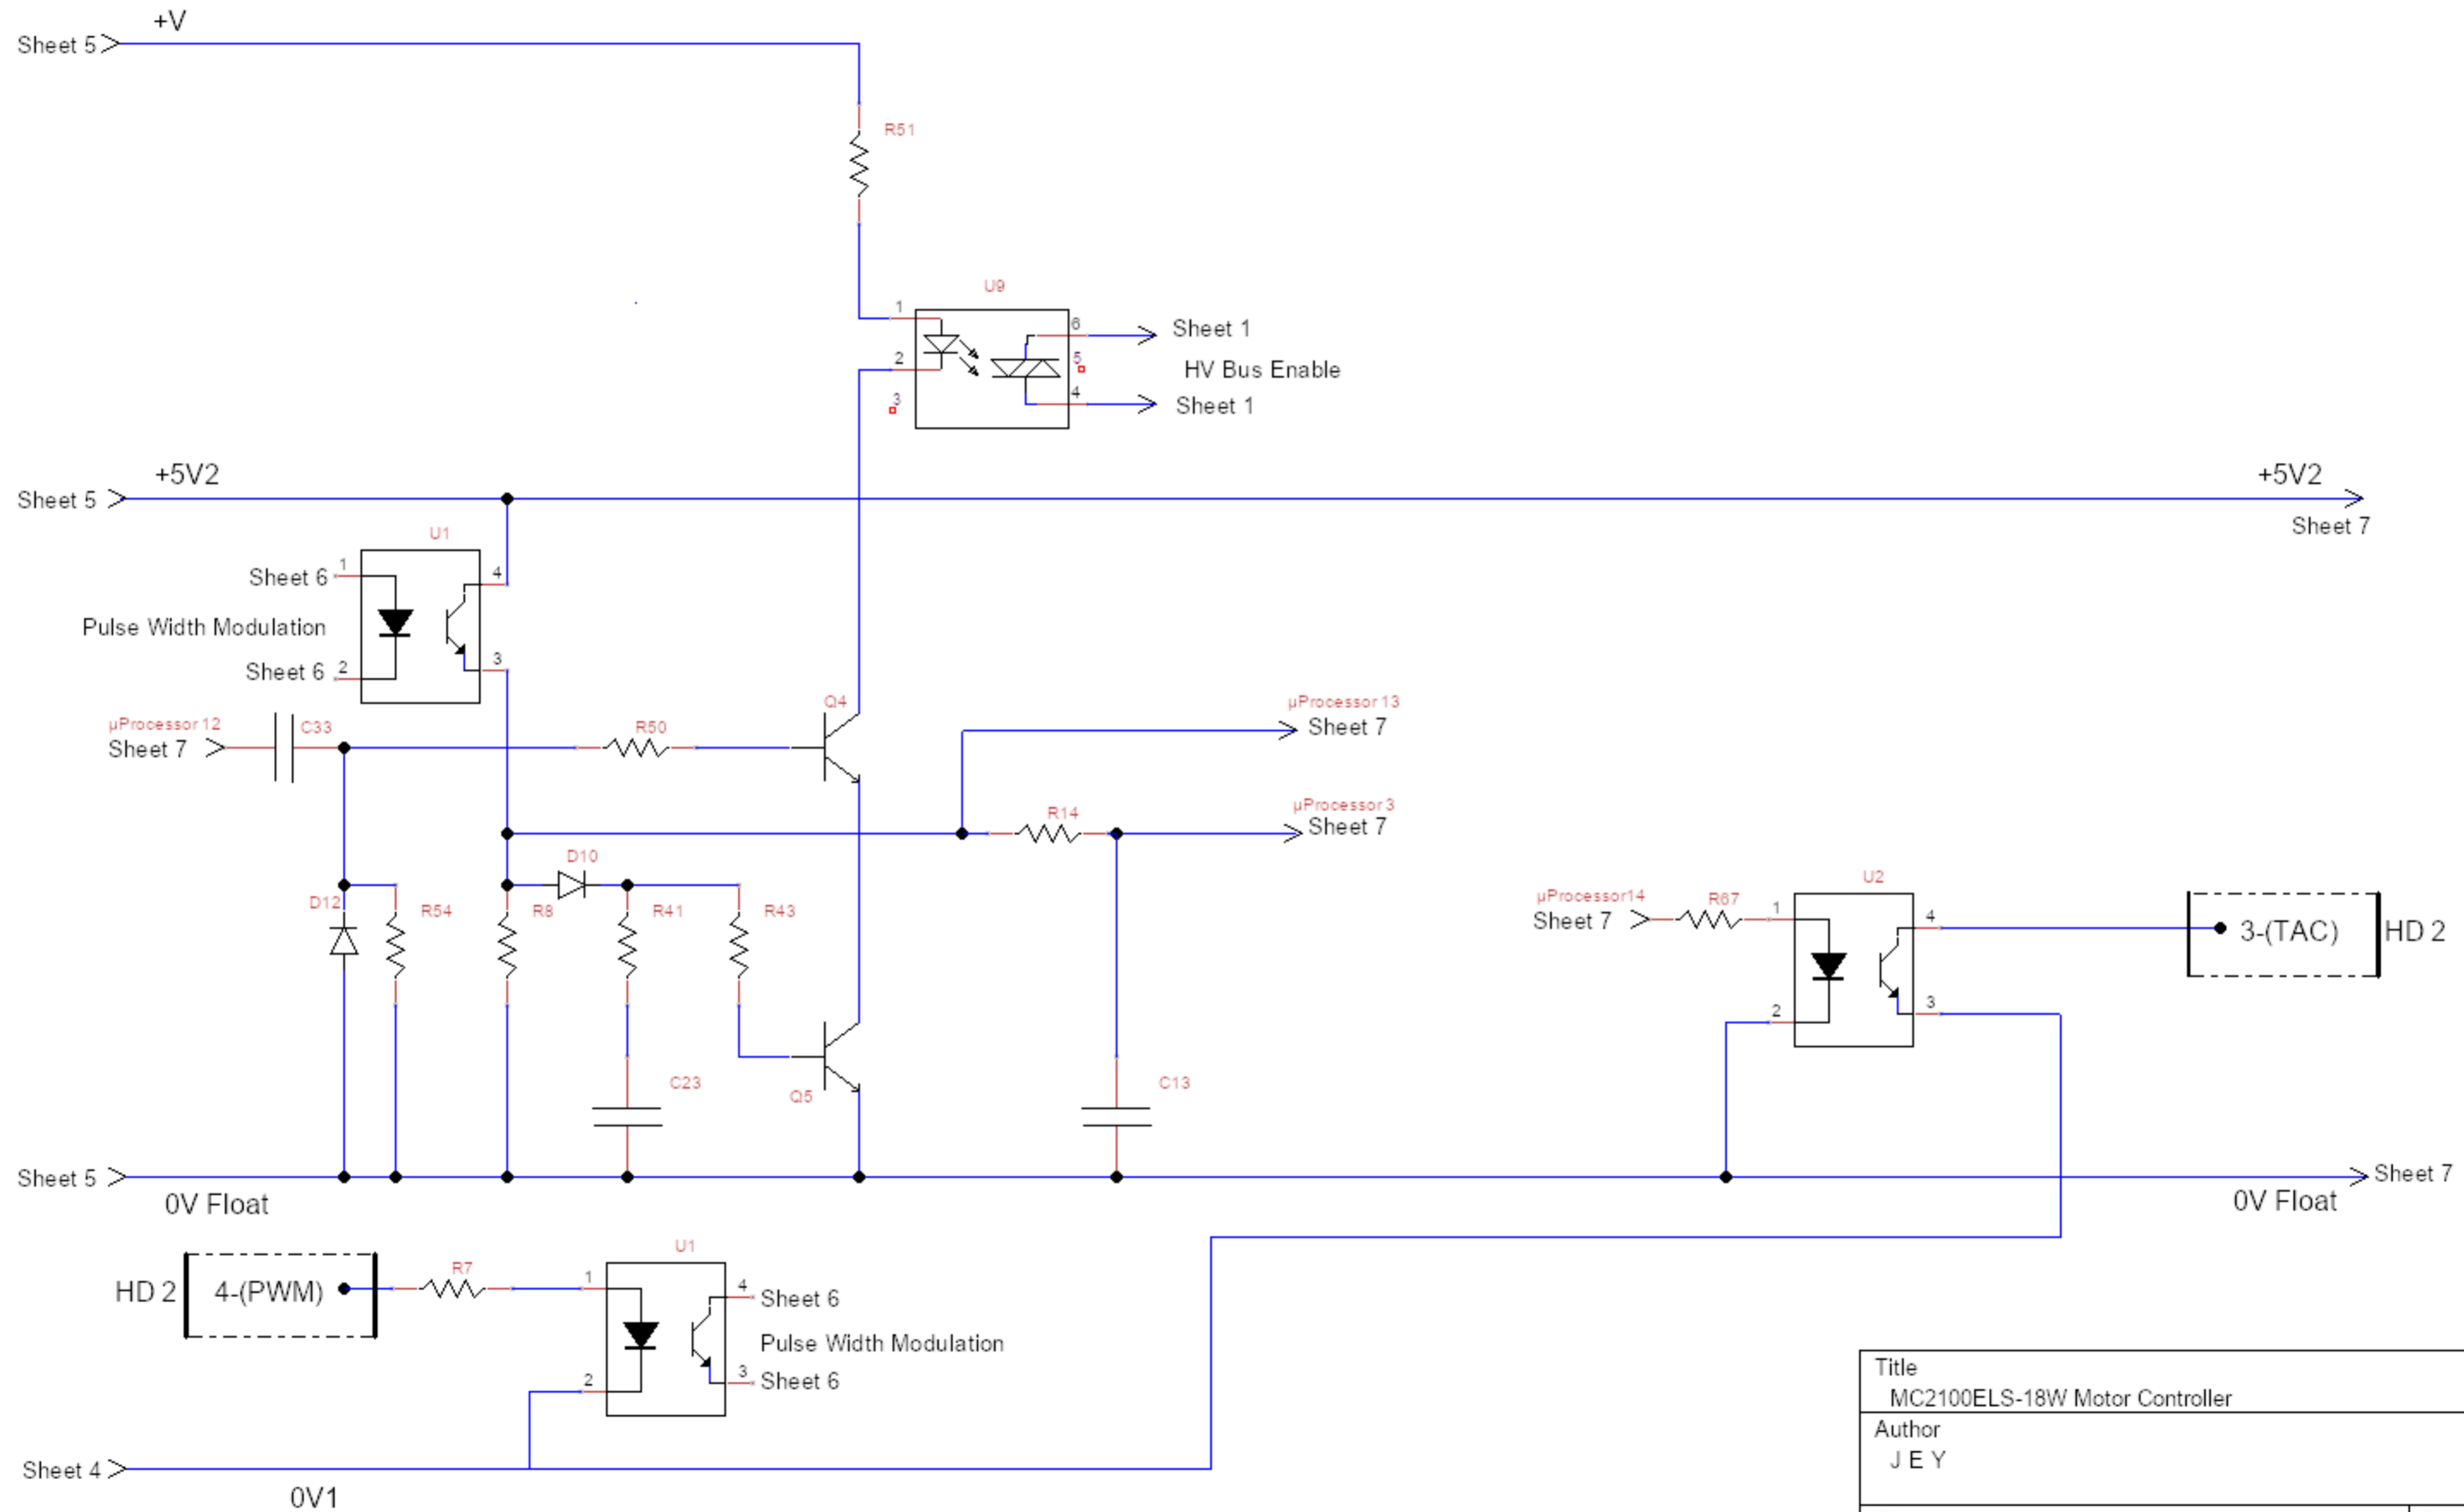 +V
Sheet 5
R51
U9
1
6
Sheet 1
2
5
HV Bus Enable
3
4
Sheet 1
+5V2
+5V2
Sheet 5
Sheet 7
U1
Sheet 6
1
4
Pulse Width Modulation
Sheet 6
2
3
µProcessor 12
Sheet 7
C33
R50
Q4
µProcessor 13
Sheet 7
R14
µProcessor 3
Sheet 7
D10
D12
R54
R8
R41
R43
µProcessor14
Sheet 7
R67
U2
1
4
3-(TAC)
HD 2
2
3
C23
Q5
C13
Sheet 5
0V Float
Sheet 7
0V Float
HD 2
4-(PWM)
R7
U1
1
4
Sheet 6
Pulse Width Modulation
2
3
Sheet 6
Sheet 4
0V1
Title
MC2100ELS-18W Motor Controller
Author
J E Y